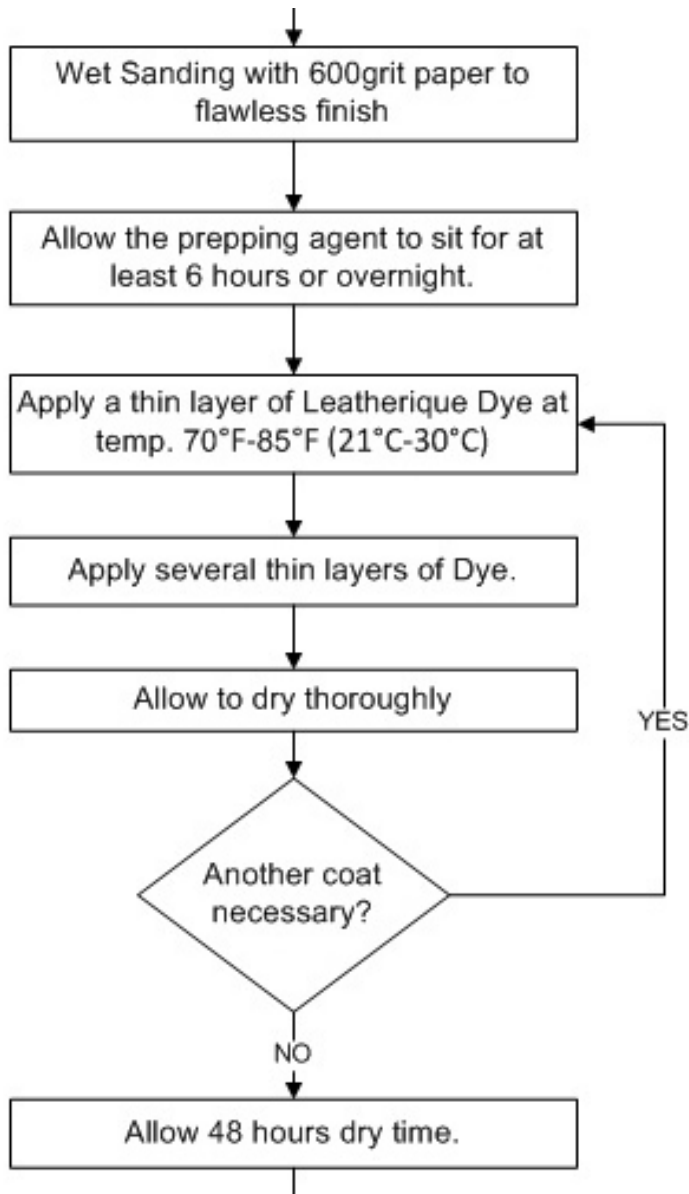 Wet Sanding with 600grit paper to
flawless finish
Allow the prepping agent to sit for at
least 6 hours or overnight.
Apply a thin layer of Leatherique Dye at
temp. 70°F-85°F (21°C-30°C)
Apply several thin layers of Dye.
Allow to dry thoroughly
YES
Another coat
necessary?
NO
Allow 48 hours dry time.